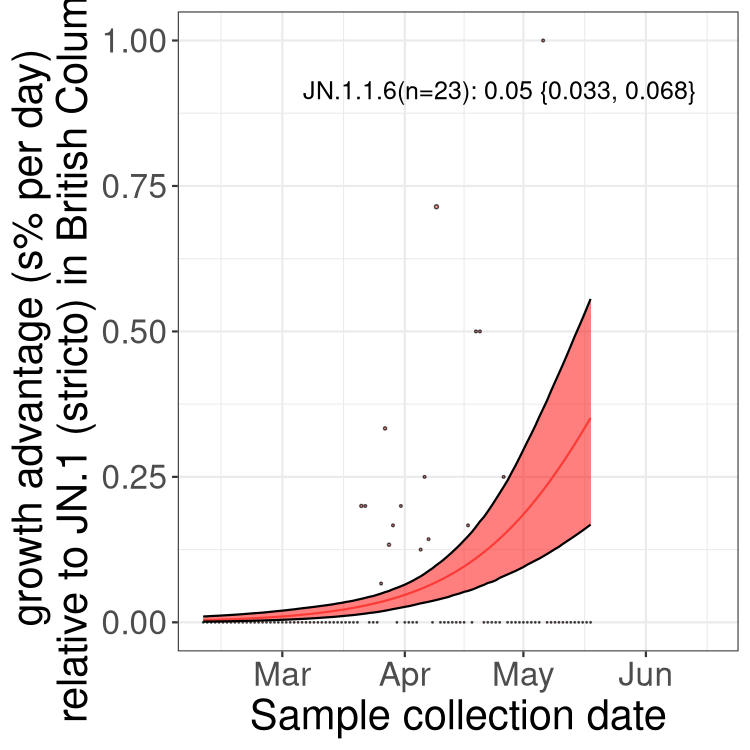 growth advantage (s% per day)
relative to JN.1 (stricto) in British Colum
1.00
0.75
0.50
0.25
0.00
JN.1.1.6(n=23): 0.05 {0.033, 0.068}
Mar Apr May Jun
Sample collection date